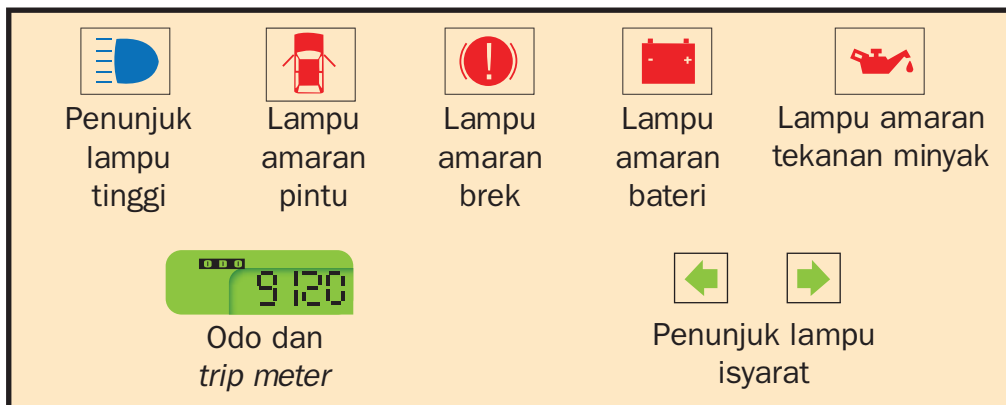 Penunjuk
lampu
tinggi
Lampu
amaran
pintu
Lampu
amaran
brek
Lampu
amaran
bateri
Lampu amaran
tekanan minyak
000
9120
Odo dan
trip meter
Penunjuk lampu
isyarat